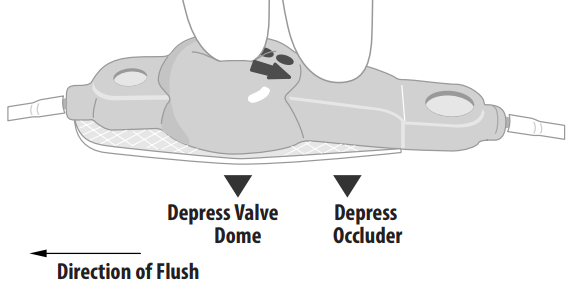 Depress Valve
Dome
Depress
Occluder
Direction of Flush